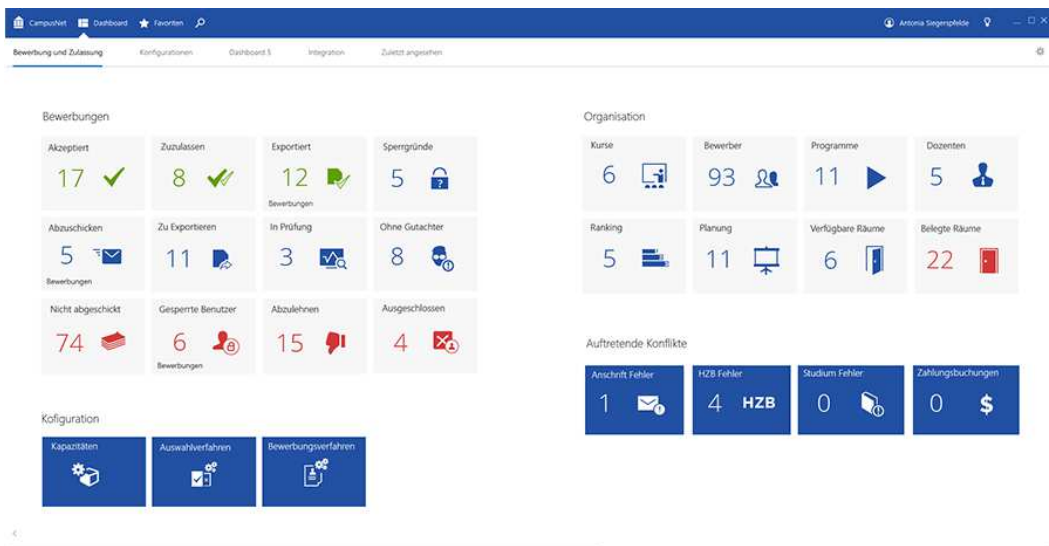 CampusNet Dashboard Favoriten Antonia Siegerspfelde
Bewerbung und Zulassung Konfigurationen Dashboard 5 Integration Zuletzt angesehen
Bewerbungen
Akzeptiert Zuzulassen Exportiert Sperrgründe
17 8 12 5
Bewerbungen
Abzuschicken Zu Exportieren In Prüfung Ohne Gutachter
5 11 3 8
Bewerbungen
Nicht abgeschickt Gesperrte Benutzer Abzulehnen Ausgeschlossen
74 6 15 4
Bewerbungen
Kofiguration
Kapazitäten Auswahlverfahren Bewerbungsverfahren
Organisation
Kurse Bewerber Programme Dozenten
6 93 11 5
Ranking Planung Verfügbare Räume Belegte Räume
5 11 6 22
Auftretende Konflikte
Anschrift Fehler HZB Fehler Studium Fehler Zahlungsbuchungen
1 4 HZB 0 0 $